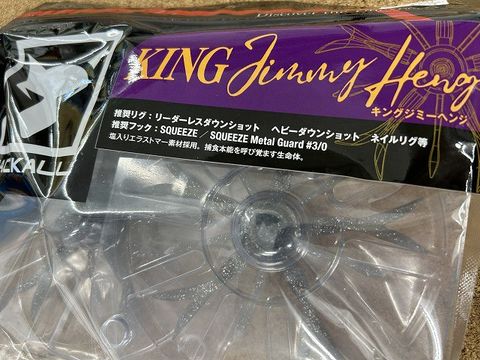 KING Jimmy Heng
キングジミーヘンジ
推奨リグ：リーダーレスダウンショット　ヘビーダウンショット　ネイルリグ等
推奨フック：SQUEEZE／SQUEEZE Metal Guard #3/0
塩入りエラストマー素材採用。捕食本能を呼び覚ます生命体。
CKALL